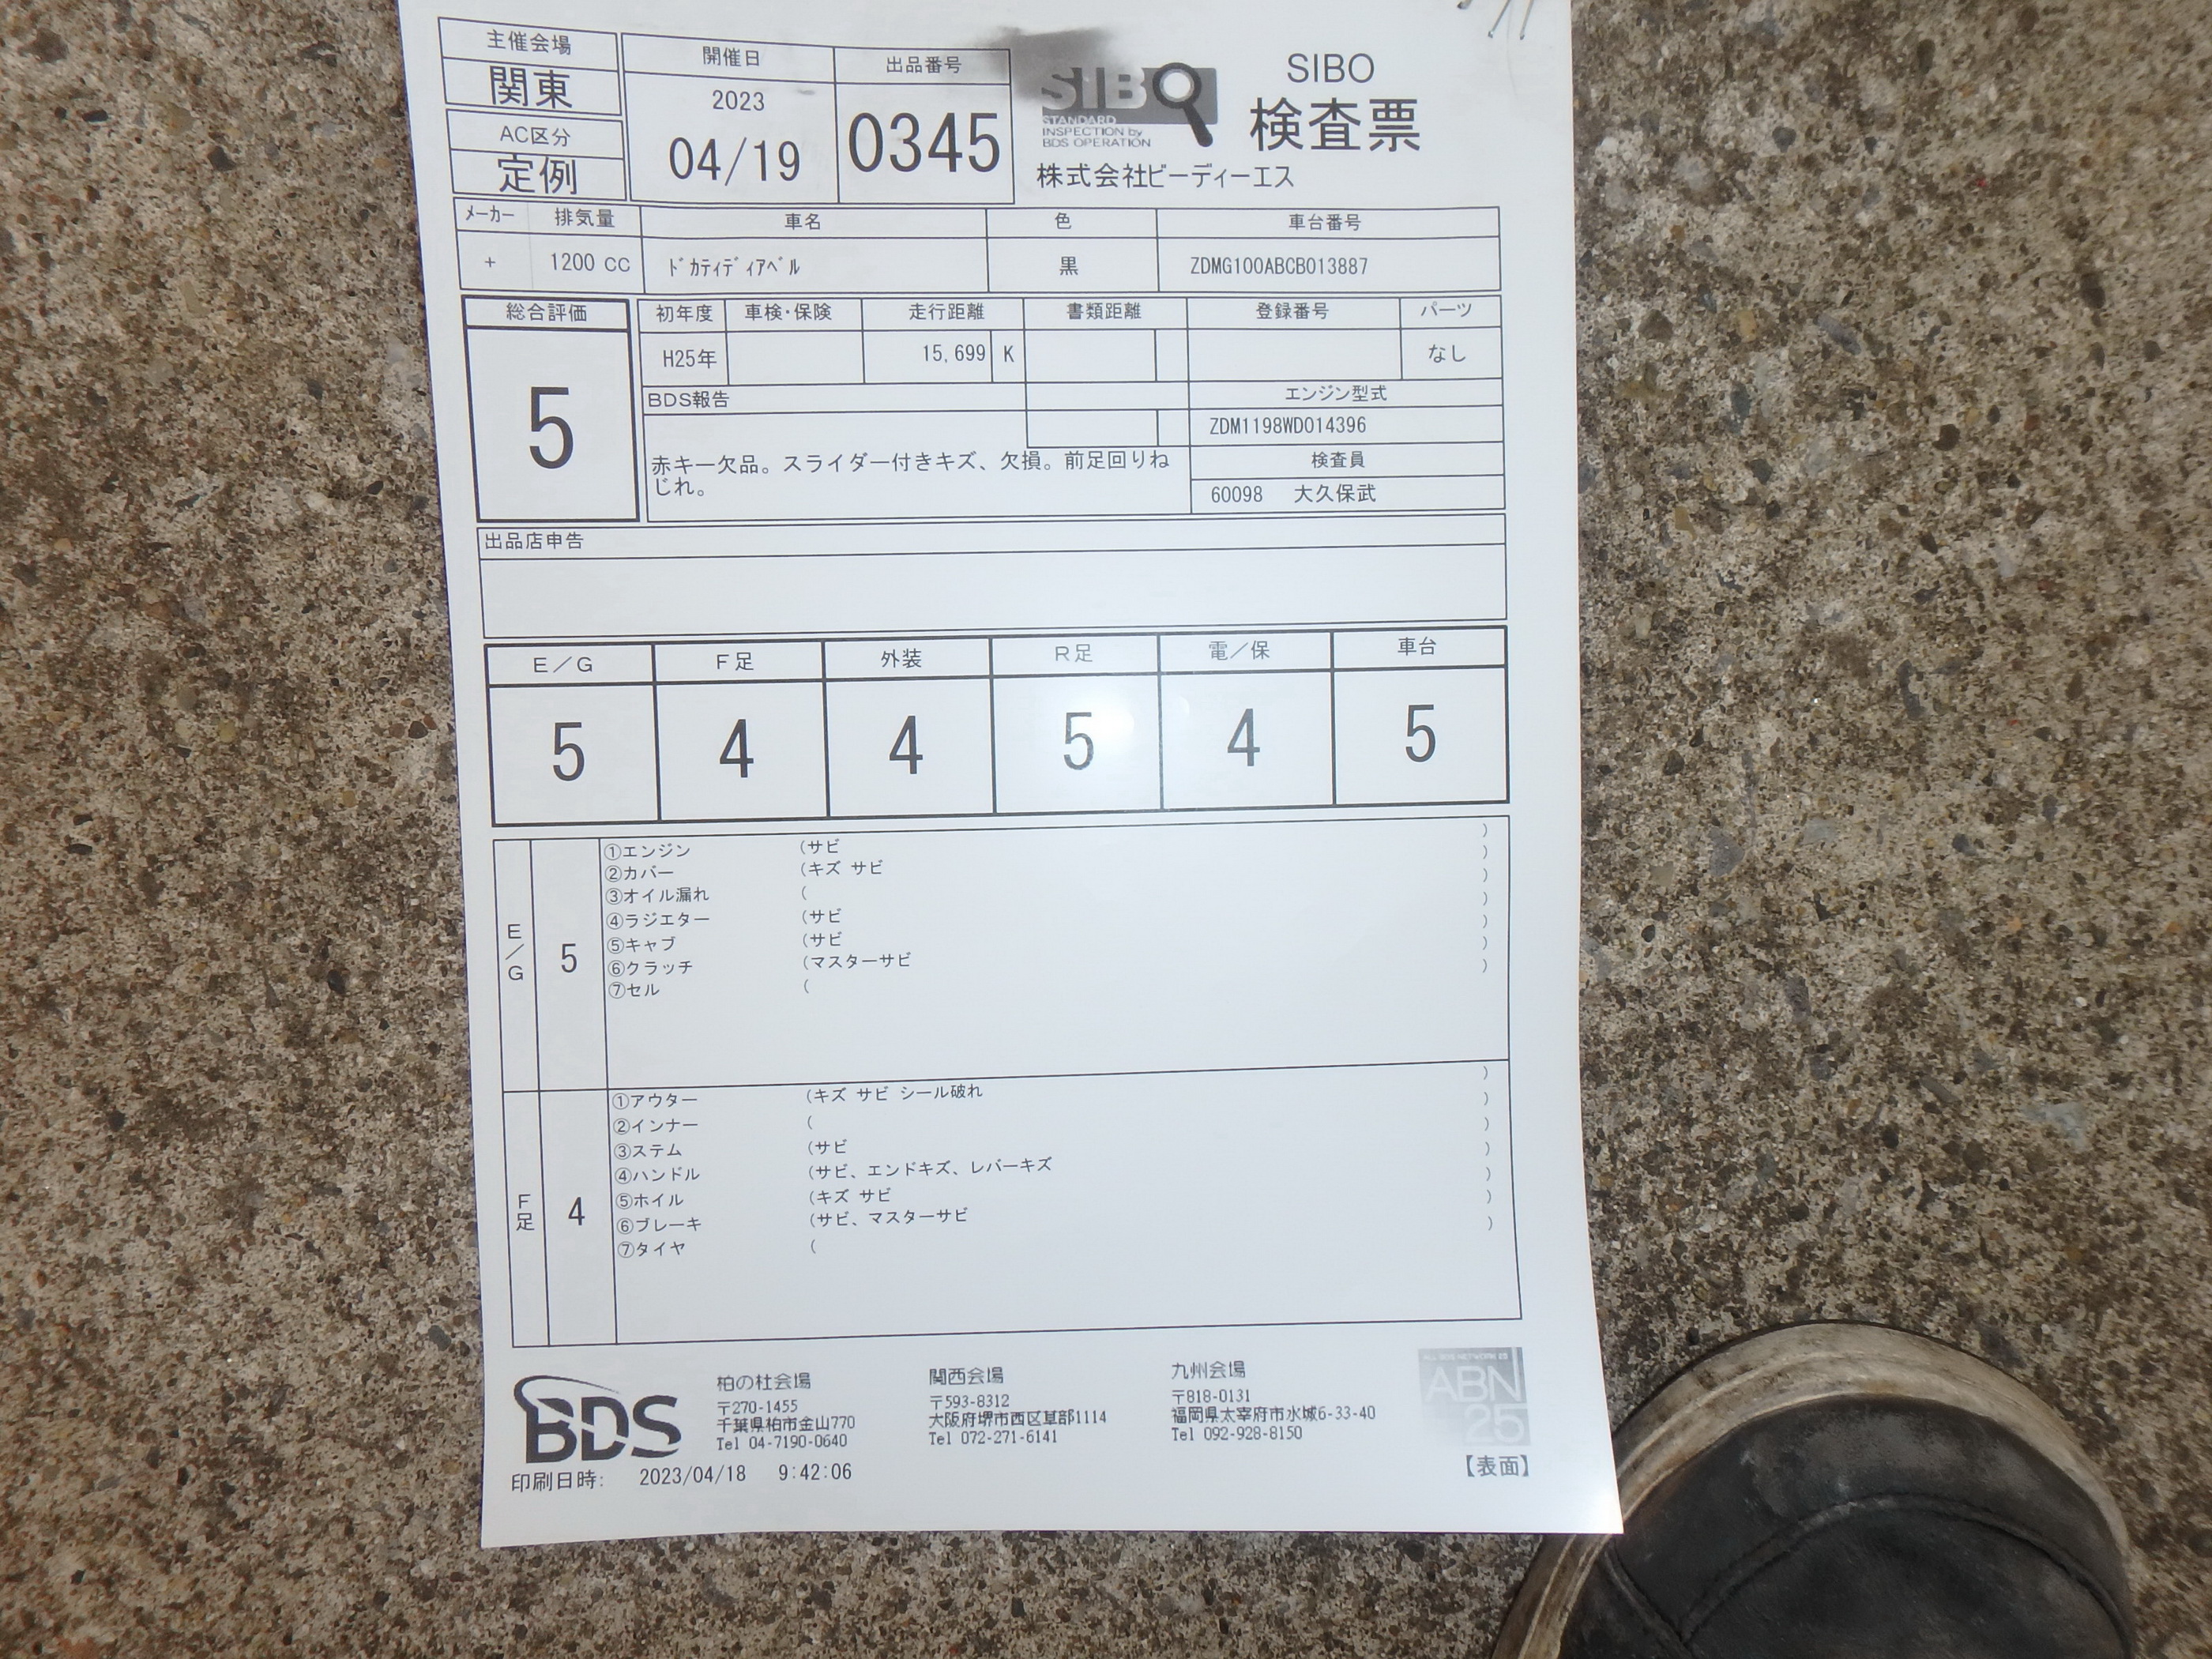 主催会場
関東
AC区分
定例
開催日
2023
04/19
出品番号
0345
SIBO
STANDARD
INSPECTION by
BDS OPERATION
SIBO
検査票
株式会社ビーディーエス
メーカー 排気量 車名 色 車台番号
+ 1200 CC ドカティディアベル 黒 ZDMG100ABCB013887
総合評価
5
初年度 車検・保険 走行距離 書類距離 登録番号 パーツ
H25年 15,699 K なし
BDS報告
赤キー欠品。スライダー付きキズ、欠損。前足回りね
じれ。
エンジン型式
ZDM1198WD014396
検査員
60098 大久保武
出品店申告
E/G F足 外装 R足 電/保 車台
5 4 4 5 4 5
E/G
5
①エンジン (サビ )
②カバー (キズ サビ )
③オイル漏れ ( )
④ラジエター (サビ )
⑤キャブ (サビ )
⑥クラッチ (マスターサビ )
⑦セル ( )
F足
4
①アウター (キズ サビ シール破れ )
②インナー ( )
③ステム (サビ )
④ハンドル (サビ、エンドキズ、レバーキズ )
⑤ホイル (キズ サビ )
⑥ブレーキ (サビ、マスターサビ )
⑦タイヤ ( )
BDS
柏の杜会場
〒270-1455
千葉県柏市金山770
Tel 04-7190-0640
関西会場
〒593-8312
大阪府堺市西区草部1114
Tel 072-271-6141
九州会場
〒818-0131
福岡県太宰府市水城6-33-40
Tel 092-928-8150
ALL BDS NETWORK 25
ABN
25
印刷日時: 2023/04/18 9:42:06
【表面】